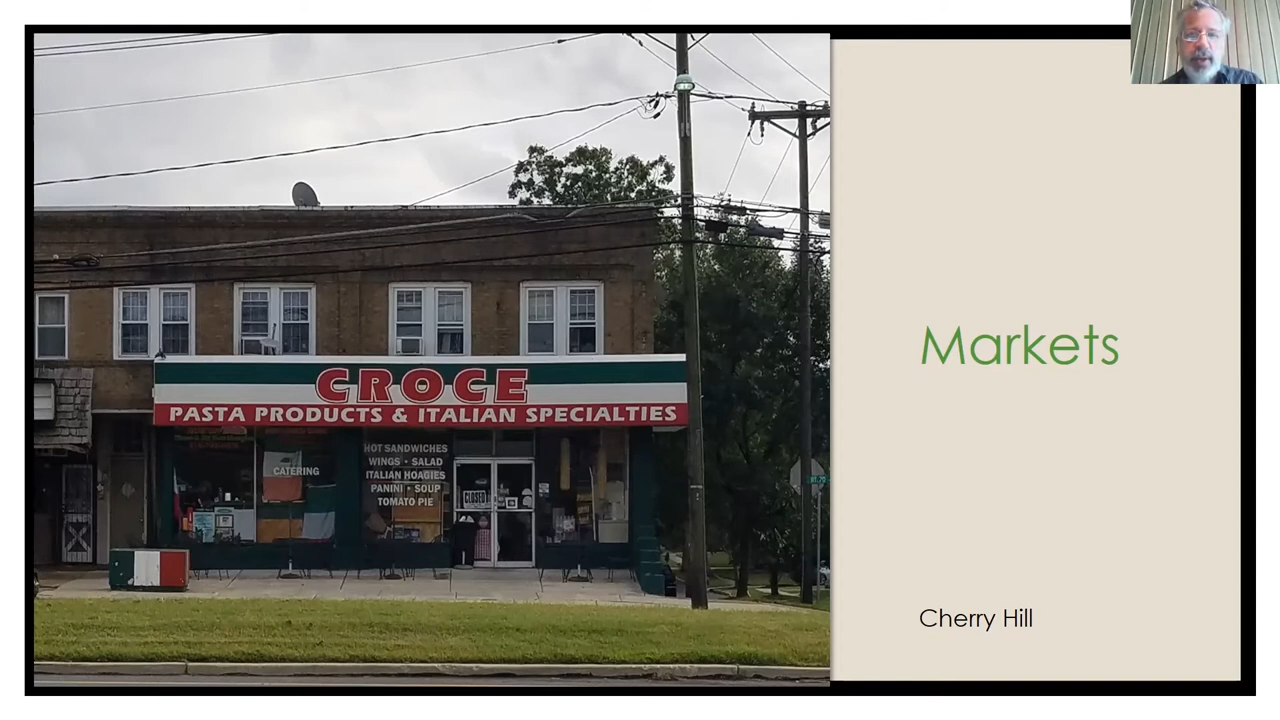 CROCE
PASTA PRODUCTS & ITALIAN SPECIALTIES
CATERING
HOT SANDWICHES
WINGS • SALAD
ITALIAN HOAGIES
PANINI • SOUP
TOMATO PIE
CLOSED
Markets
Cherry Hill